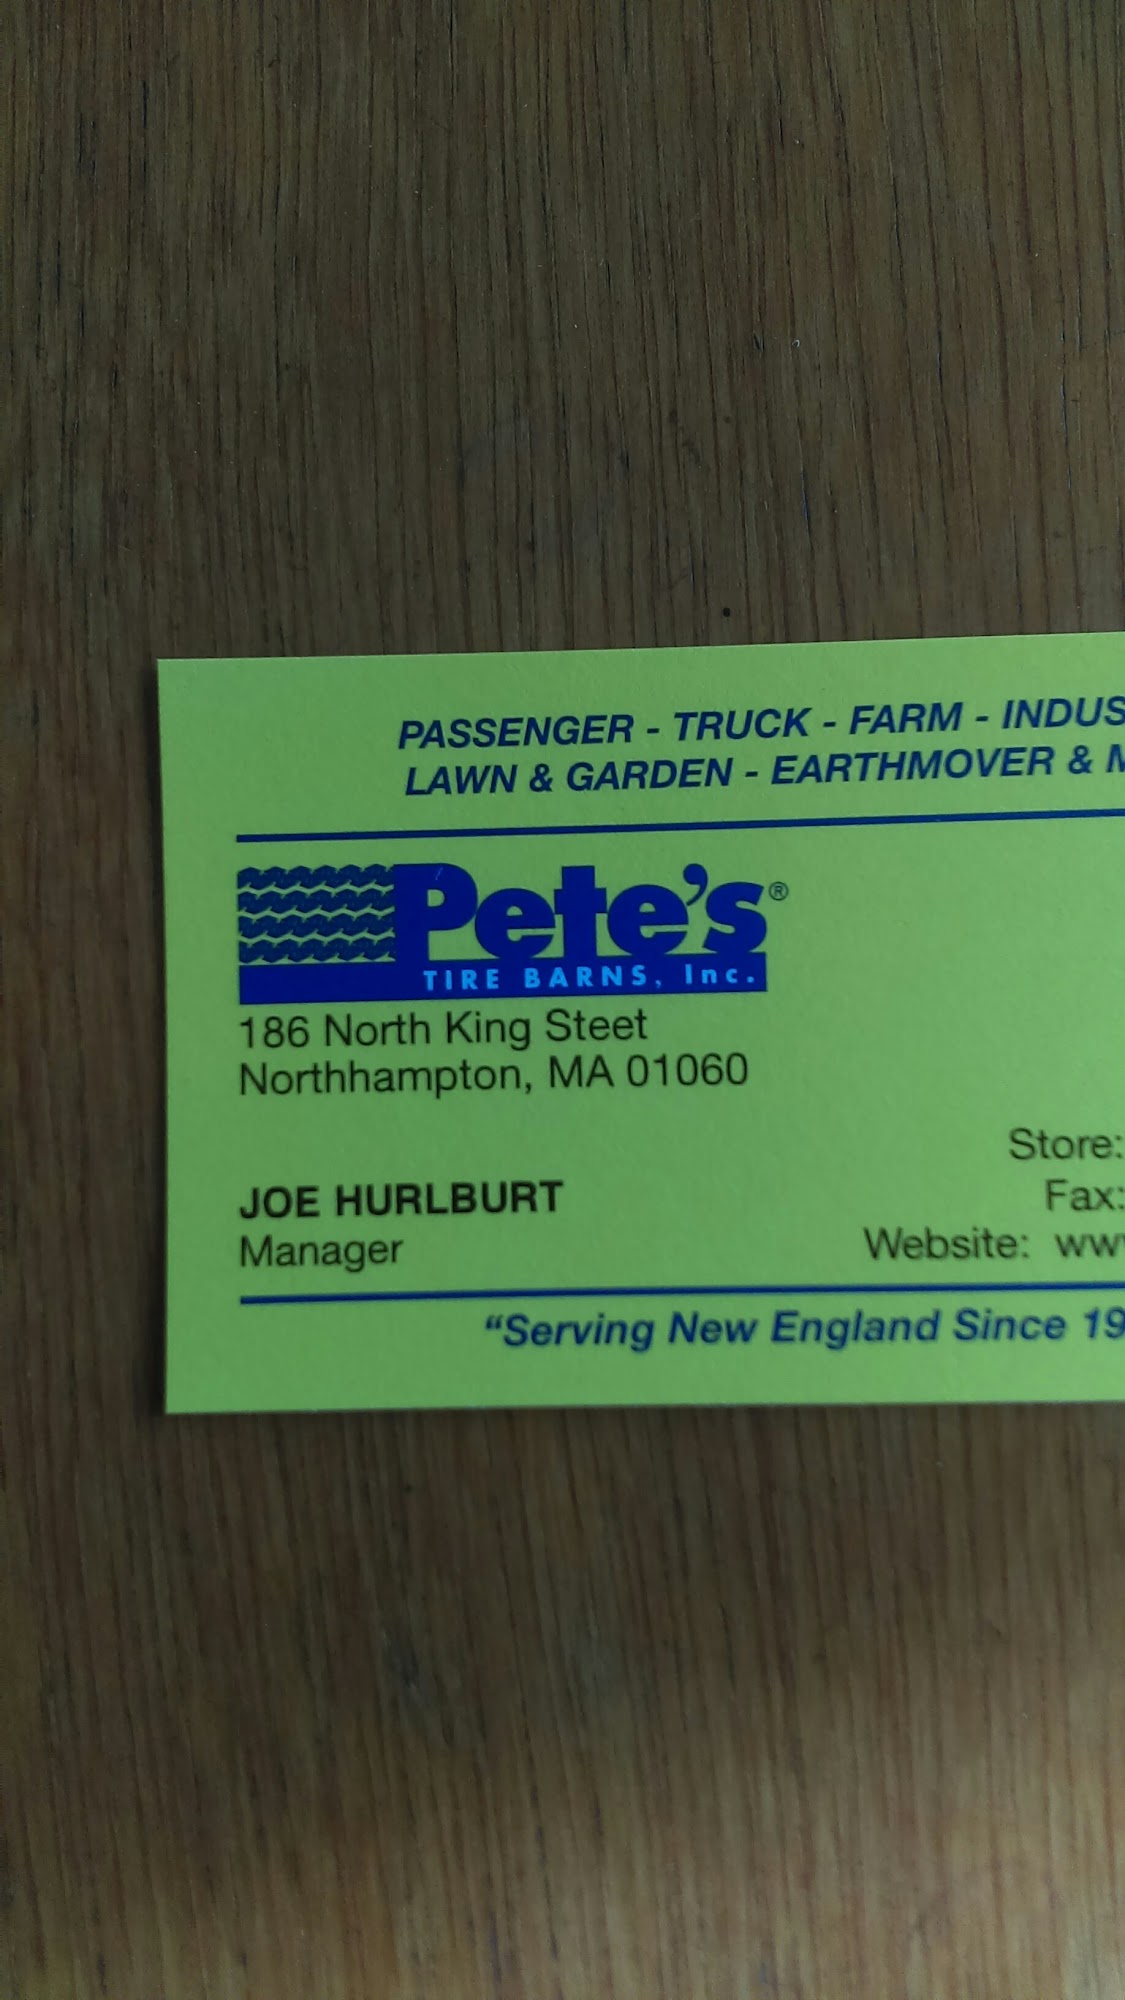 PASSENGER - TRUCK - FARM - INDUS
LAWN & GARDEN - EARTHMOVER & M
Pete's®
TIRE BARNS, Inc.
186 North King Steet
Northhampton, MA 01060
Store:
JOE HURLBURT
Fax:
Manager
Website: www
"Serving New England Since 19